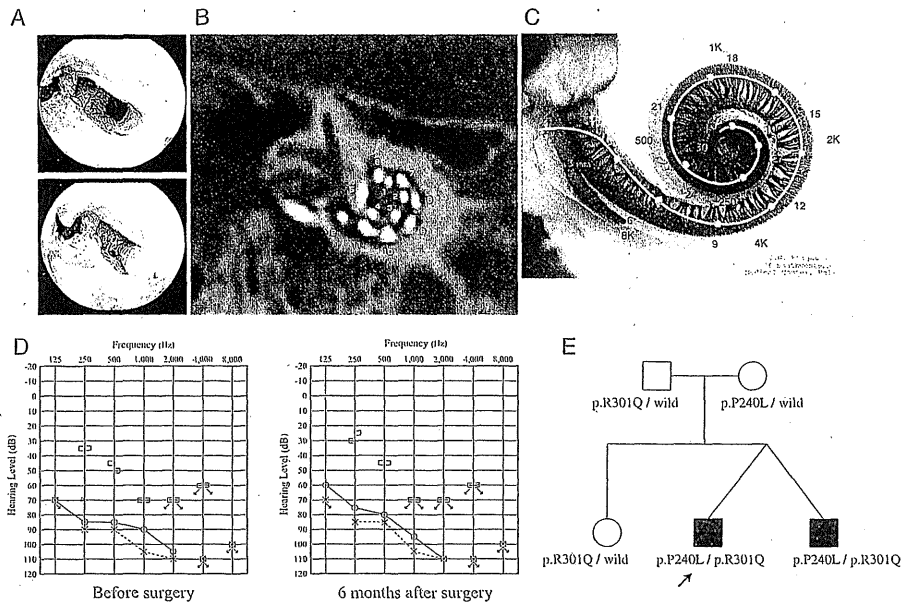 A
B
C
1K
18
21
15
500
2K
12
8K
9
4K
D
Frequency (Hz)
125 250 500 1,000 2,000 4,000 8,000
Hearing Level (dB)
-20
-10
0
10
20
30
40
50
60
70
80
90
100
110
120
Before surgery
Frequency (Hz)
125 250 500 1,000 2,000 4,000 8,000
Hearing Level (dB)
-20
-10
0
10
20
30
40
50
60
70
80
90
100
110
120
6 months after surgery
E
p.R301Q / wild
p.P240L / wild
p.R301Q / wild
p.P240L / p.R301Q
p.P240L / p.R301Q